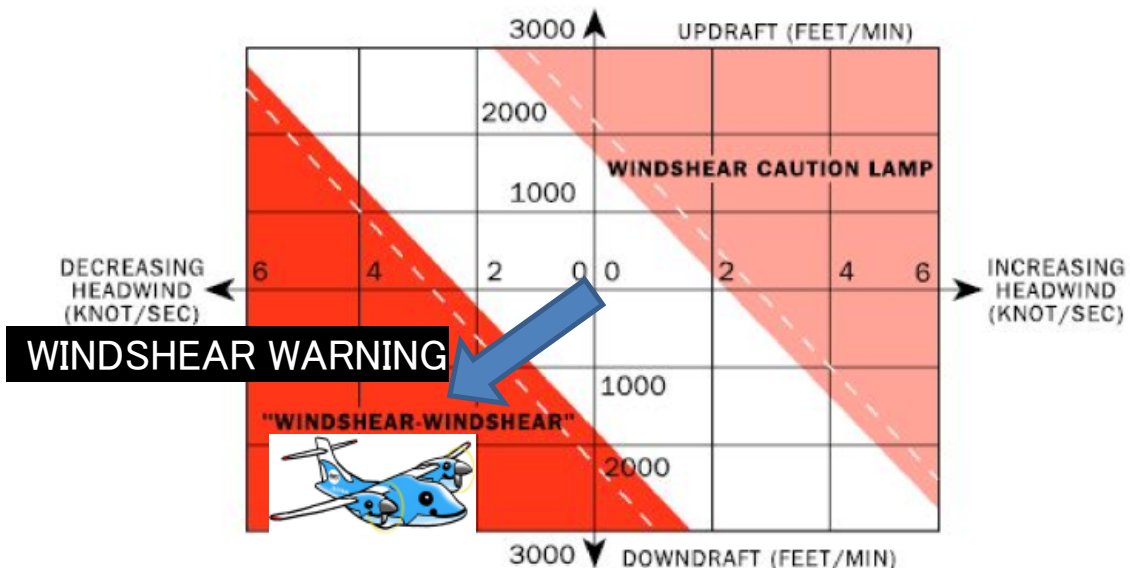 3000
UPDRAFT (FEET/MIN)
2000
WINDSHEAR CAUTION LAMP
1000
DECREASING
HEADWIND
(KNOT/SEC)
6 4 2 0 0 2 4 6
INCREASING
HEADWIND
(KNOT/SEC)
WINDSHEAR WARNING
1000
"WINDSHEAR-WINDSHEAR"
2000
3000
DOWNDRAFT (FEET/MIN)